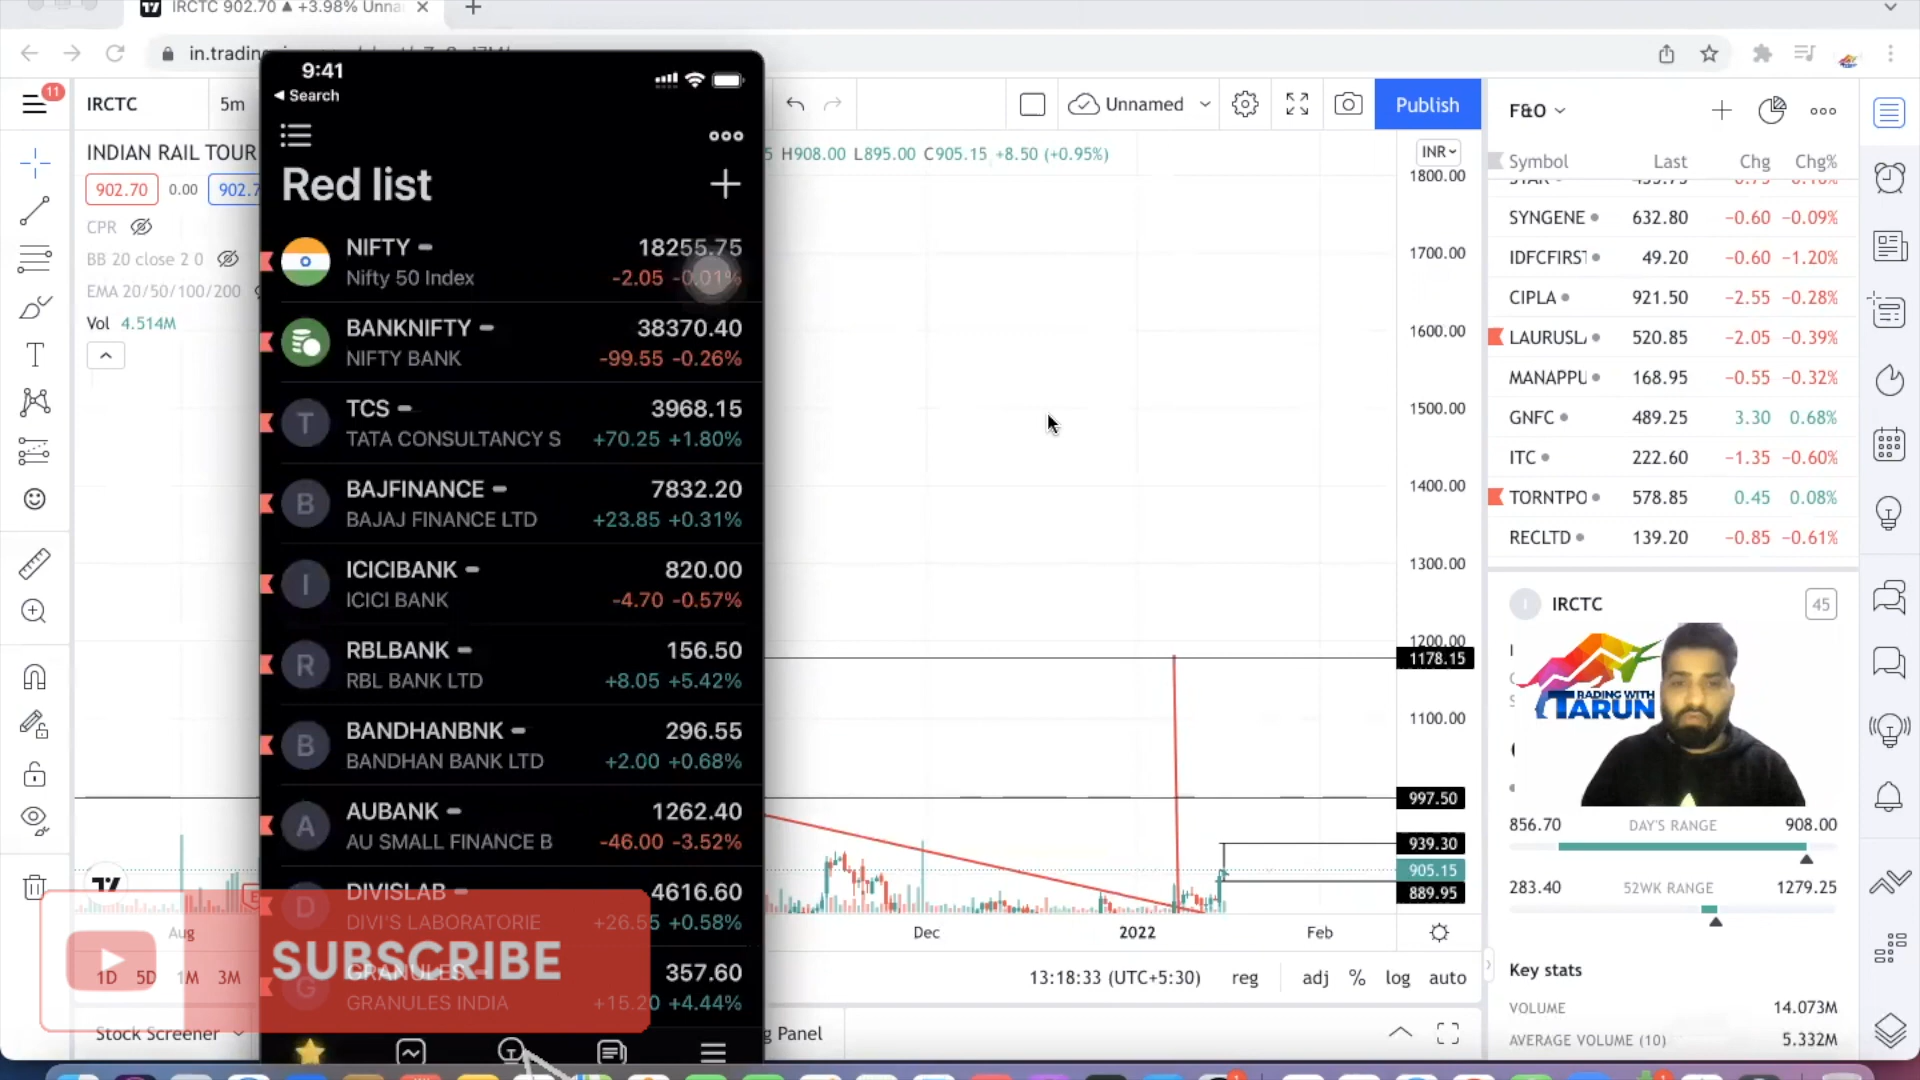 IRCTC 902.70 ▲ +3.98% Unna
in.trading
11
IRCTC
5m
Unnamed
Publish
INDIAN RAIL TOUR
H908.00 L895.00 C905.15 +8.50 (+0.95%)
902.70
0.00
902.7
CPR
BB 20 close 2 0
EMA 20/50/100/200
Vol 4.514M
9:41
Search
Red list
NIFTY
18255.75
Nifty 50 Index
-2.05 -0.01%
BANKNIFTY
38370.40
NIFTY BANK
-99.55 -0.26%
TCS
3968.15
T
TATA CONSULTANCY S
+70.25 +1.80%
BAJFINANCE
7832.20
B
BAJAJ FINANCE LTD
+23.85 +0.31%
ICICIBANK
820.00
I
ICICI BANK
-4.70 -0.57%
RBLBANK
156.50
R
RBL BANK LTD
+8.05 +5.42%
BANDHANBNK
296.55
B
BANDHAN BANK LTD
+2.00 +0.68%
AUBANK
1262.40
A
AU SMALL FINANCE B
-46.00 -3.52%
DIVISLAB
4616.60
D
DIVI'S LABORATORIE
+26.55 +0.58%
GRANULES
357.60
G
GRANULES INDIA
+15.20 +4.44%
SUBSCRIBE
INR
1800.00
1700.00
1600.00
1500.00
1400.00
1300.00
1200.00
1178.15
1100.00
997.50
939.30
905.15
889.95
Aug
Dec
2022
Feb
1D 5D 1M 3M
13:18:33 (UTC+5:30)
reg
adj
%
log
auto
Stock Screener
g Panel
F&O
Symbol Last Chg Chg%
SYNGENE 632.80 −0.60 −0.09%
IDFCFIRST 49.20 −0.60 −1.20%
CIPLA 921.50 −2.55 −0.28%
LAURUSL 520.85 −2.05 −0.39%
MANAPPU 168.95 −0.55 −0.32%
GNFC 489.25 3.30 0.68%
ITC 222.60 −1.35 −0.60%
TORNTPO 578.85 0.45 0.08%
RECLTD 139.20 −0.85 −0.61%
I
IRCTC
45
TRADING WITH
TARUN
856.70 DAY'S RANGE 908.00
283.40 52WK RANGE 1279.25
Key stats
VOLUME 14.073M
AVERAGE VOLUME (10) 5.332M